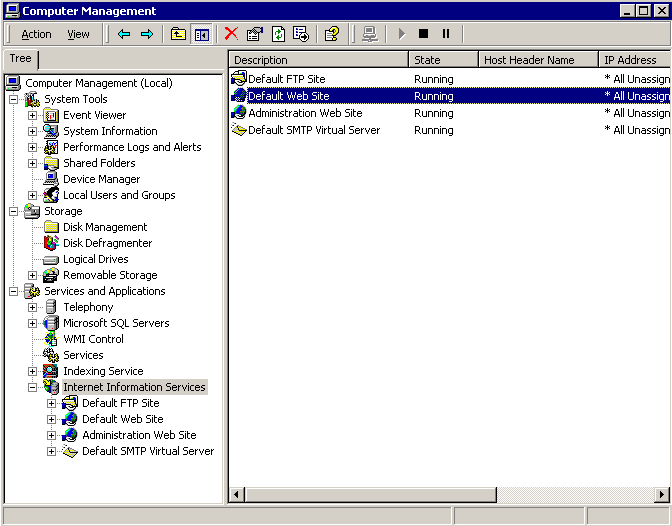 Computer Management
Action View
Tree
Description State Host Header Name IP Address
Computer Management (Local)
System Tools
Event Viewer
System Information
Performance Logs and Alerts
Shared Folders
Device Manager
Local Users and Groups
Storage
Disk Management
Disk Defragmenter
Logical Drives
Removable Storage
Services and Applications
Telephony
Microsoft SQL Servers
WMI Control
Services
Indexing Service
Internet Information Services
Default FTP Site
Default Web Site
Administration Web Site
Default SMTP Virtual Server
Default FTP Site Running * All Unassign
Default Web Site Running * All Unassign
Administration Web Site Running * All Unassign
Default SMTP Virtual Server Running * All Unassign